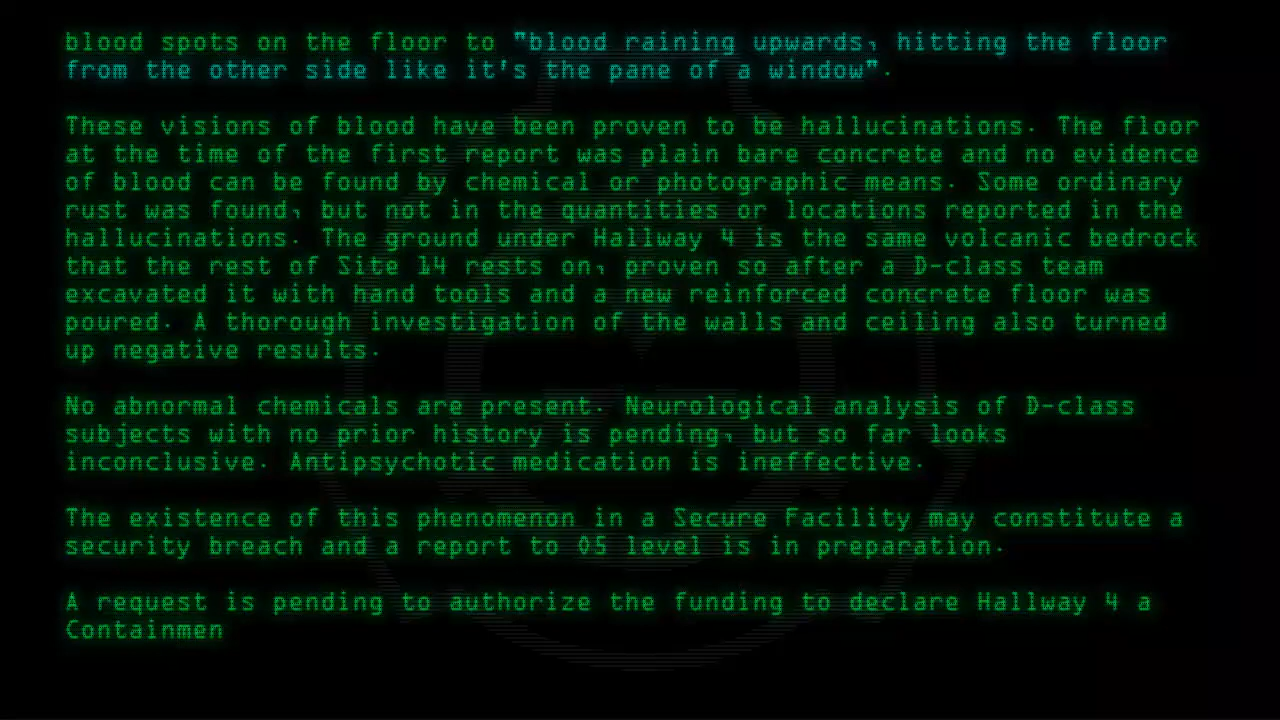 blood spots on the floor to "blood raining upwards, hitting the floor
from the other side like it's the pane of a window".
These visions of blood have been proven to be hallucinations. The floor
at the time of the first report was plain bare concrete and no evidence
of blood can be found by chemical or photographic means. Some ordinary
rust was found, but not in the quantities or locations reported in the
hallucinations. The ground under Hallway 4 is the same volcanic bedrock
that the rest of Site 14 rests on, proven so after a D-class team
excavated it with hand tools and a new reinforced concrete floor was
poured. A thorough investigation of the walls and ceiling also turned
up negative results.
No abnormal chemicals are present. Neurological analysis of D-class
subjects with no prior history is pending, but so far looks
inconclusive. Antipsychotic medication is ineffective.
The existence of this phenomenon in a Secure Facility may constitute a
security breach and a report to O5 level is in preparation.
A request is pending to authorize the funding to declare Hallway 4 a
Containmen